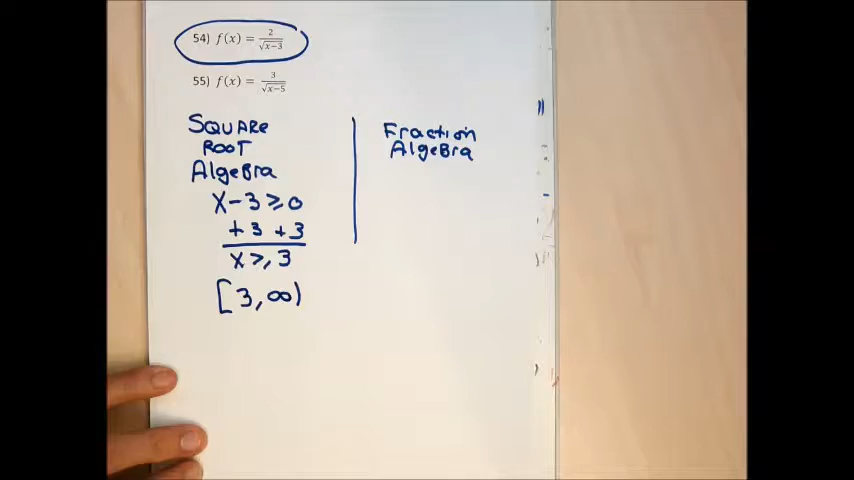 54) f(x) = 2/√x−3
55) f(x) = 3/√x−5
SQUARE
ROOT
AlgeBra
x−3≥0
+3 +3
x≥3
[3,∞)
Fraction
AlgeBra